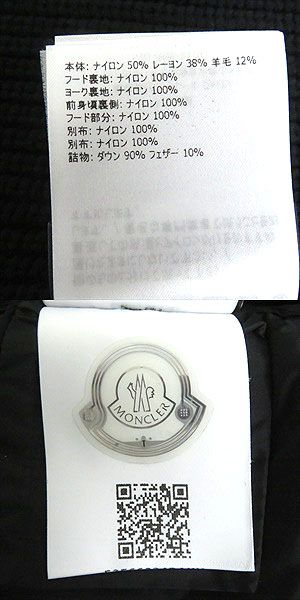 本体: ナイロン 50% レーヨン 38% 羊毛 12%
フード裏地: ナイロン 100%
ヨーク裏地: ナイロン 100%
前身頃裏側: ナイロン 100%
フード部分: ナイロン 100%
別布: ナイロン 100%
別布: ナイロン 100%
詰物: ダウン 90% フェザー 10%
MONCLER